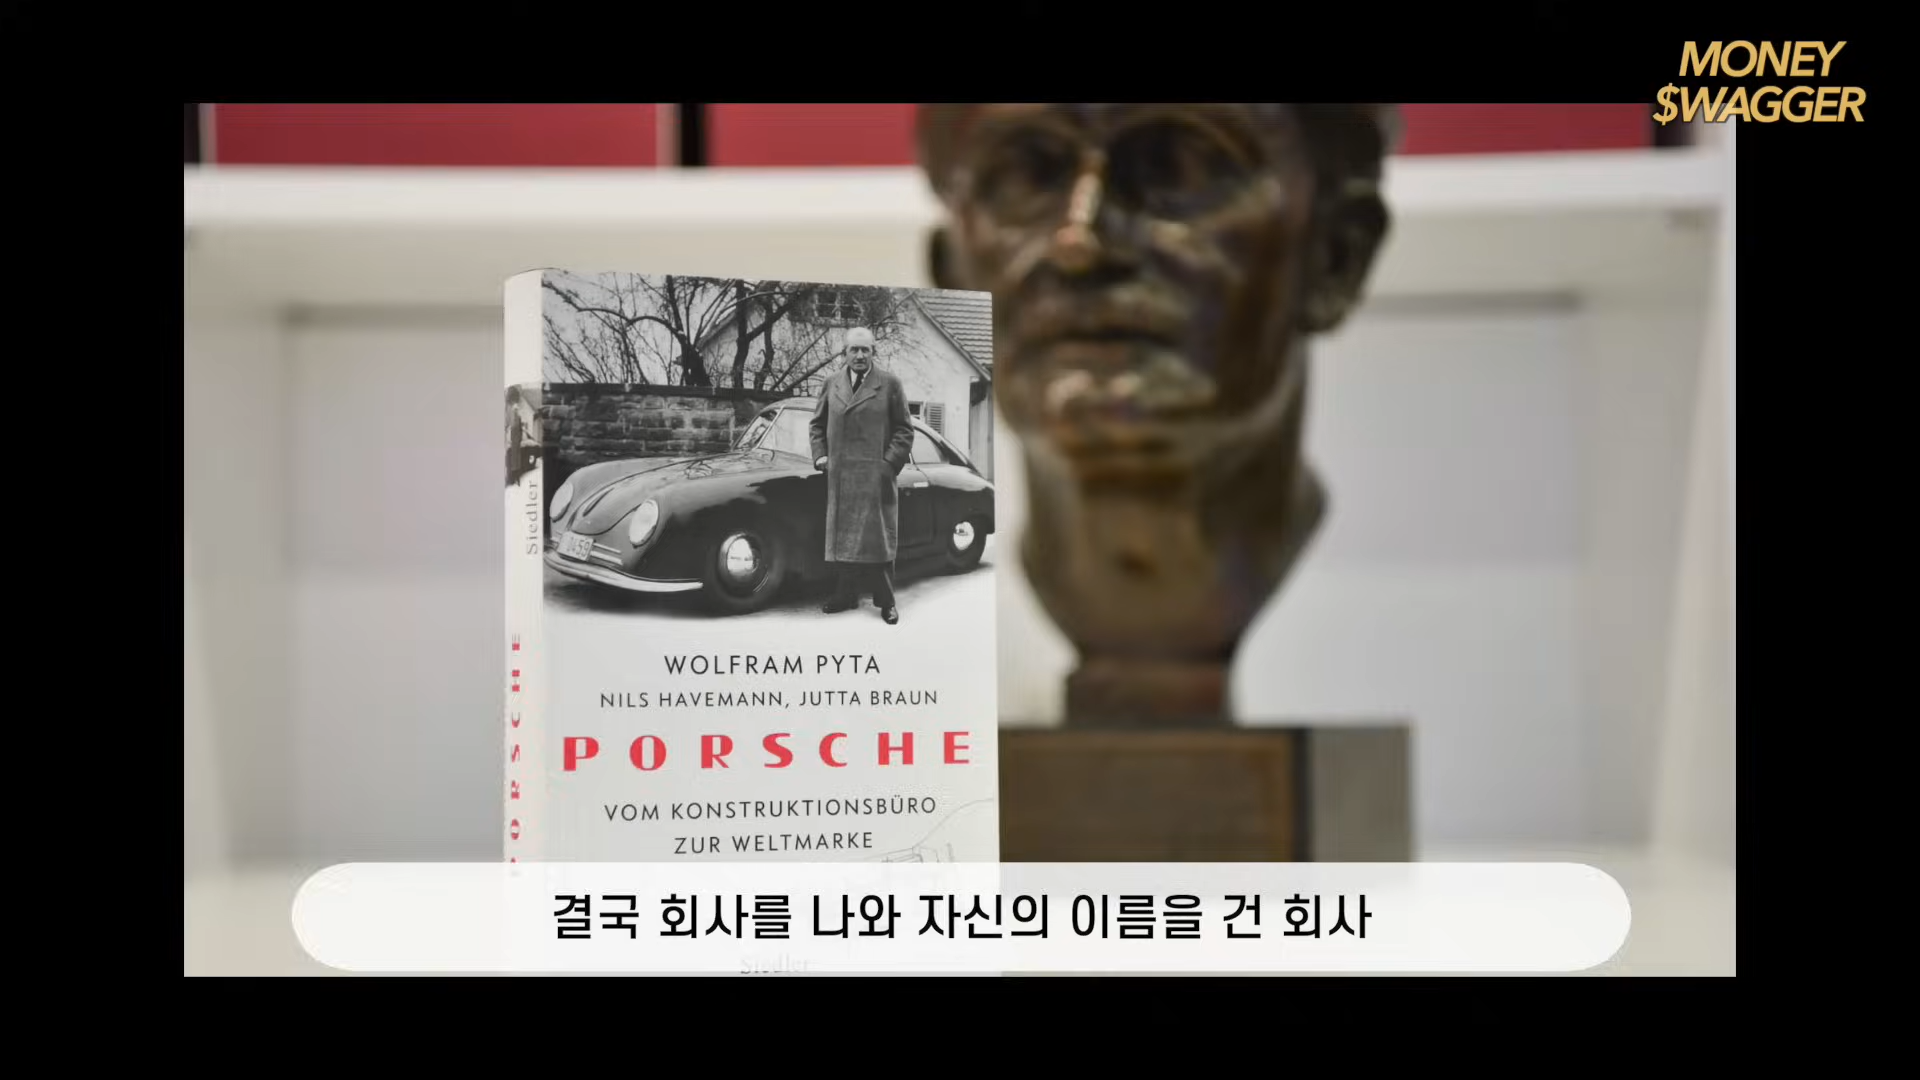 MONEY
$WAGGER
Siedler
PORSCHE
WOLFRAM PYTA
NILS HAVEMANN, JUTTA BRAUN
PORSCHE
VOM KONSTRUKTIONSBÜRO
ZUR WELTMARKE
결국 회사를 나와 자신의 이름을 건 회사
Siedler